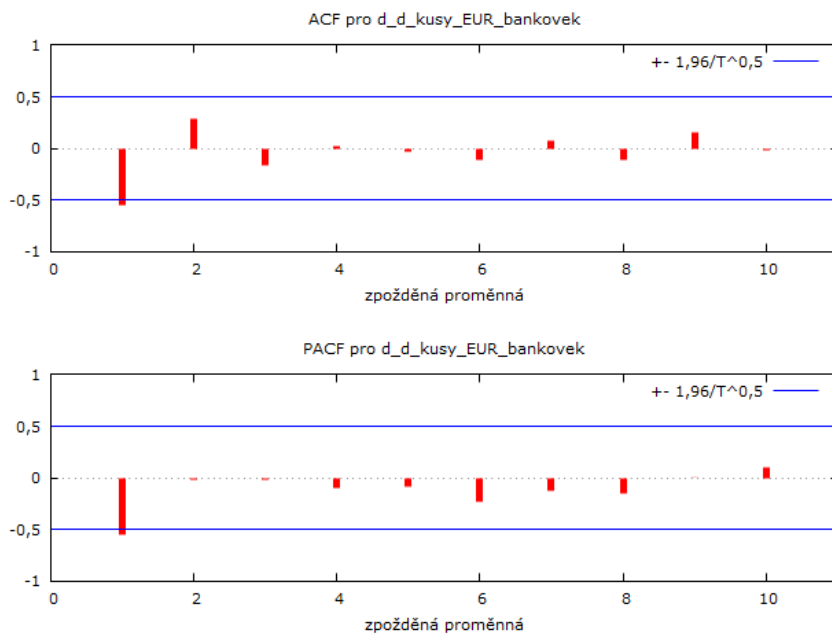 ACF pro d_d_kusy_EUR_bankovek
+- 1,96/T^0,5
1
0,5
0
-0,5
-1
0 2 4 6 8 10
zpožděná proměnná
PACF pro d_d_kusy_EUR_bankovek
+- 1,96/T^0,5
1
0,5
0
-0,5
-1
0 2 4 6 8 10
zpožděná proměnná